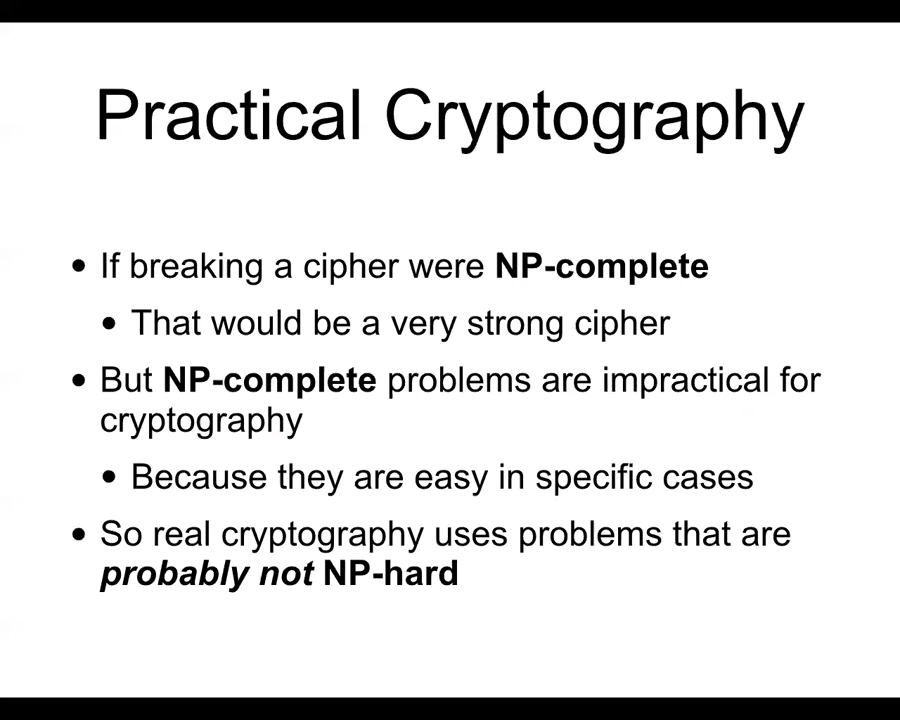 Practical Cryptography
• If breaking a cipher were NP-complete
• That would be a very strong cipher
• But NP-complete problems are impractical for
cryptography
• Because they are easy in specific cases
• So real cryptography uses problems that are
probably not NP-hard